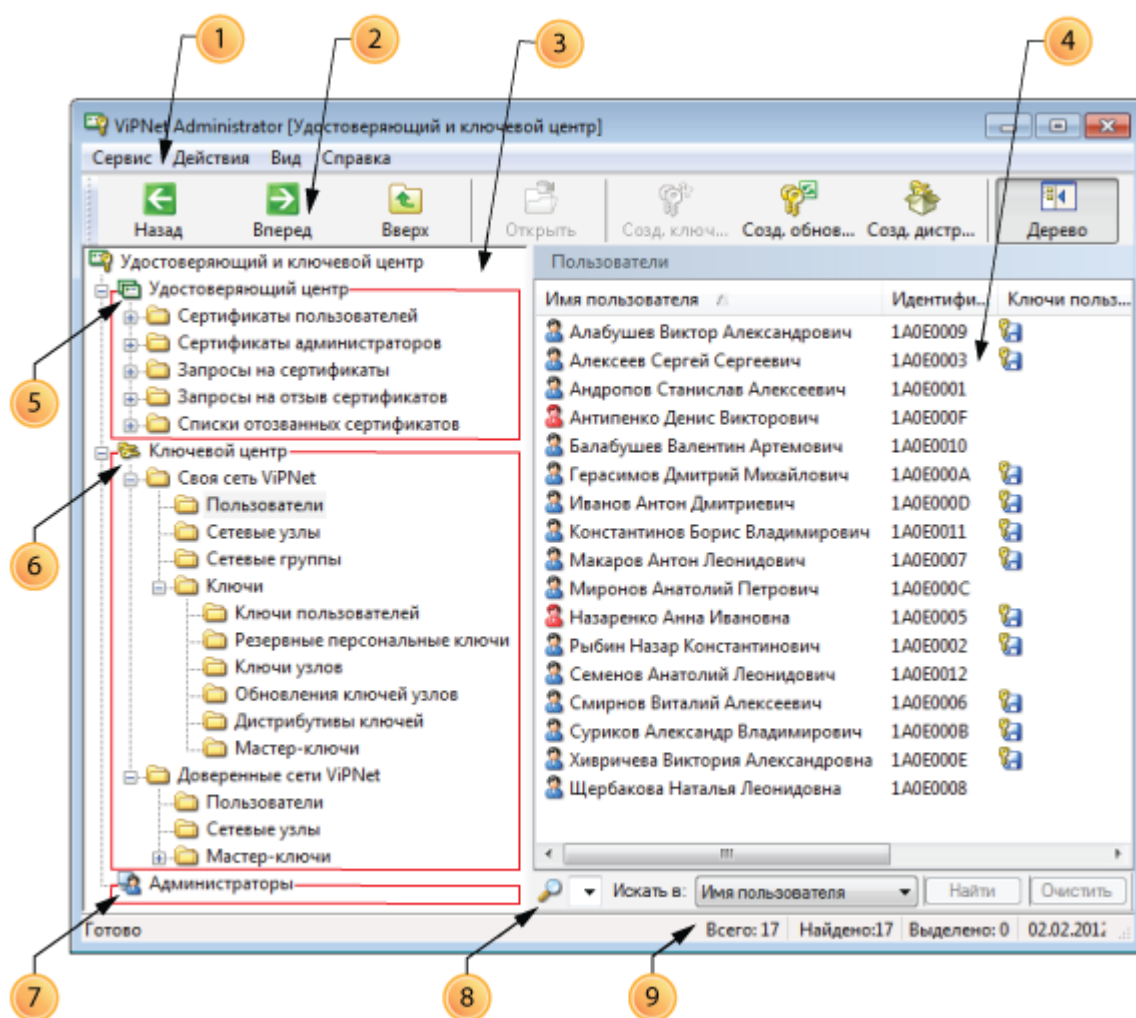 1
2
3
4
ViPNet Administrator [Удостоверяющий и ключевой центр]
Сервис Действия Вид Справка
Назад Вперед Вверх Открыть Созд. ключ... Созд. обнов... Созд. дистр... Дерево
Удостоверяющий и ключевой центр
Удостоверяющий центр
Сертификаты пользователей
Сертификаты администраторов
Запросы на сертификаты
Запросы на отзыв сертификатов
Списки отозванных сертификатов
Ключевой центр
Своя сеть ViPNet
Пользователи
Сетевые узлы
Сетевые группы
Ключи
Ключи пользователей
Резервные персональные ключи
Ключи узлов
Обновления ключей узлов
Дистрибутивы ключей
Мастер-ключи
Доверенные сети ViPNet
Пользователи
Сетевые узлы
Мастер-ключи
Администраторы
5
6
7
Пользователи
Имя пользователя Идентифи... Ключи польз...
Алабушев Виктор Александрович 1A0E0009
Алексеев Сергей Сергеевич 1A0E0003
Андропов Станислав Алексеевич 1A0E0001
Антипенко Денис Викторович 1A0E000F
Балабушев Валентин Артемович 1A0E0010
Герасимов Дмитрий Михайлович 1A0E000A
Иванов Антон Дмитриевич 1A0E000D
Константинов Борис Владимирович 1A0E0011
Макаров Антон Леонидович 1A0E0007
Миронов Анатолий Петрович 1A0E000C
Назаренко Анна Ивановна 1A0E0005
Рыбин Назар Константинович 1A0E0002
Семенов Анатолий Леонидович 1A0E0012
Смирнов Виталий Алексеевич 1A0E0006
Суриков Александр Владимирович 1A0E000B
Хивричева Виктория Александровна 1A0E000E
Щербакова Наталья Леонидовна 1A0E0008
Искать в: Имя пользователя Найти Очистить
Готово Всего: 17 Найдено:17 Выделено: 0 02.02.2012
8
9